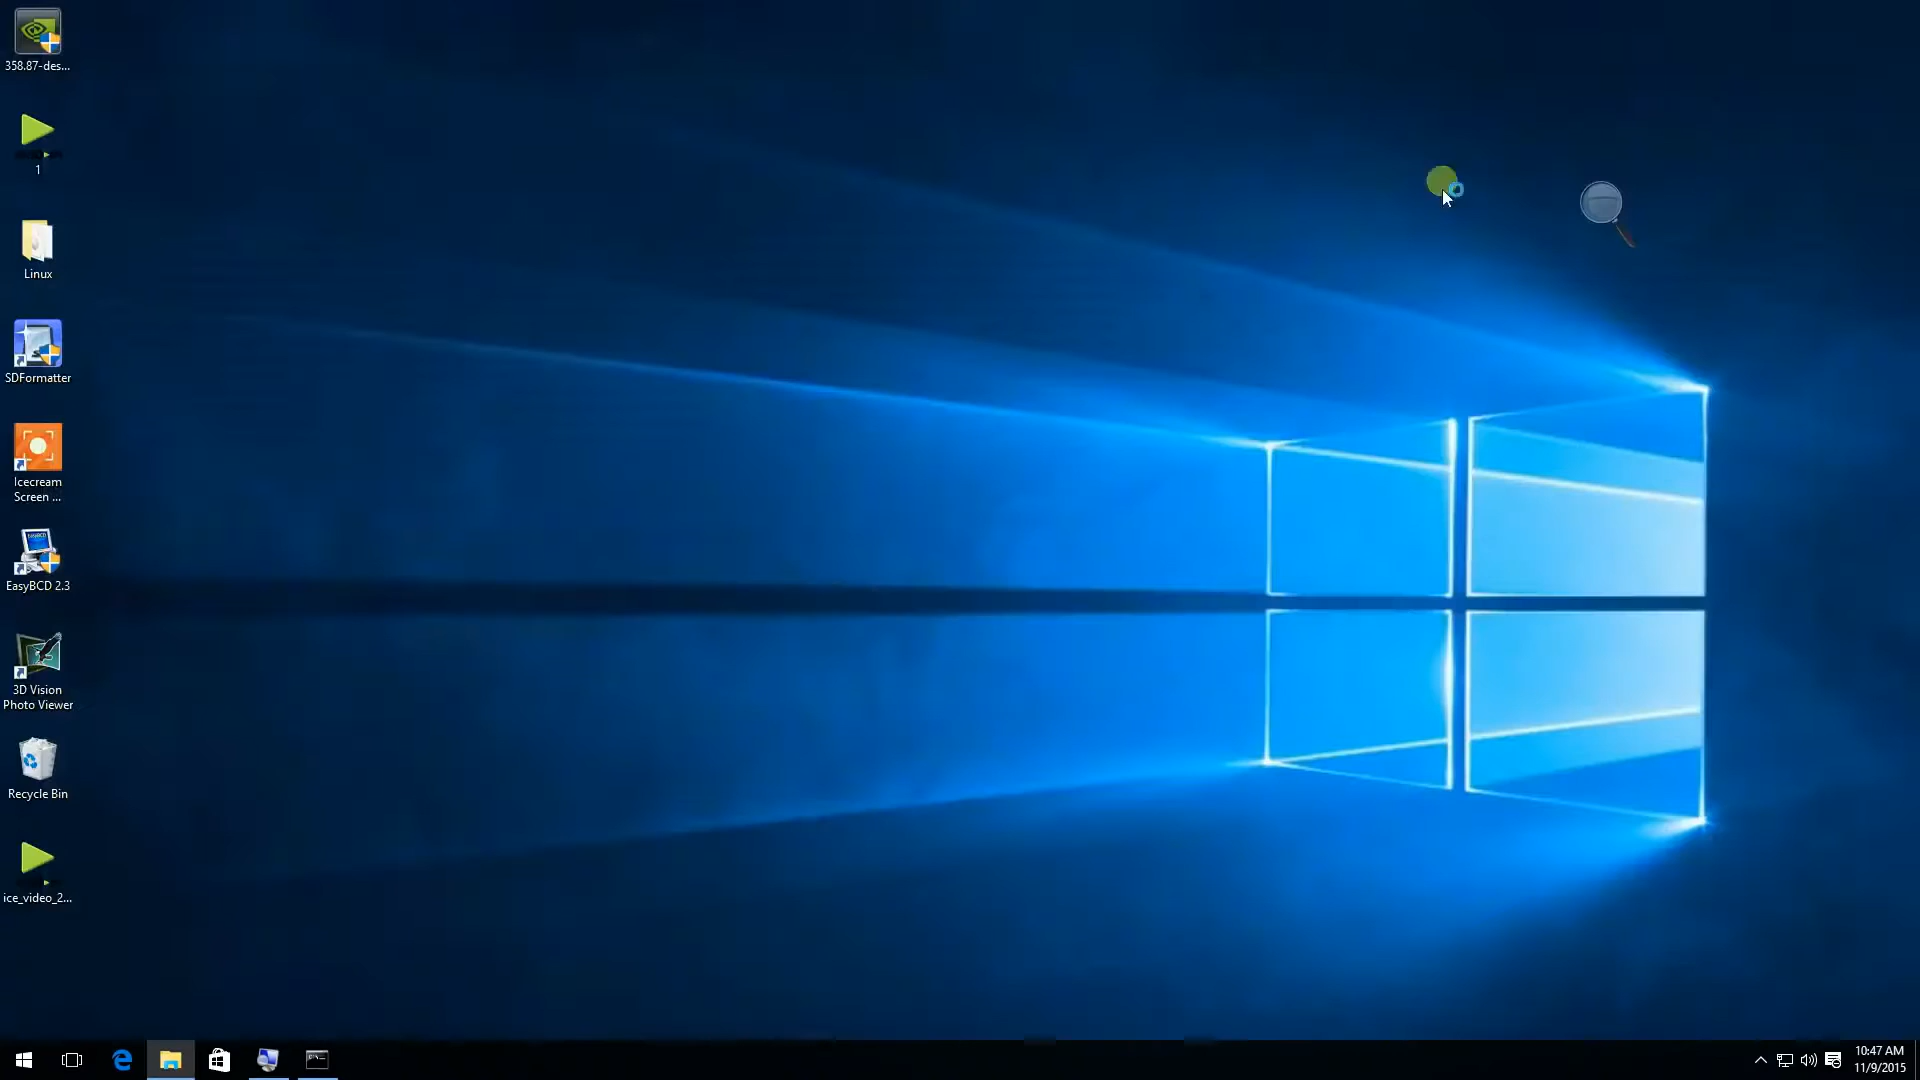 358.87-des...
1
Linux
SDFormatter
Icecream
Screen ...
EasyBCD 2.3
3D Vision
Photo Viewer
Recycle Bin
ice_video_2...
10:47 AM
11/9/2015